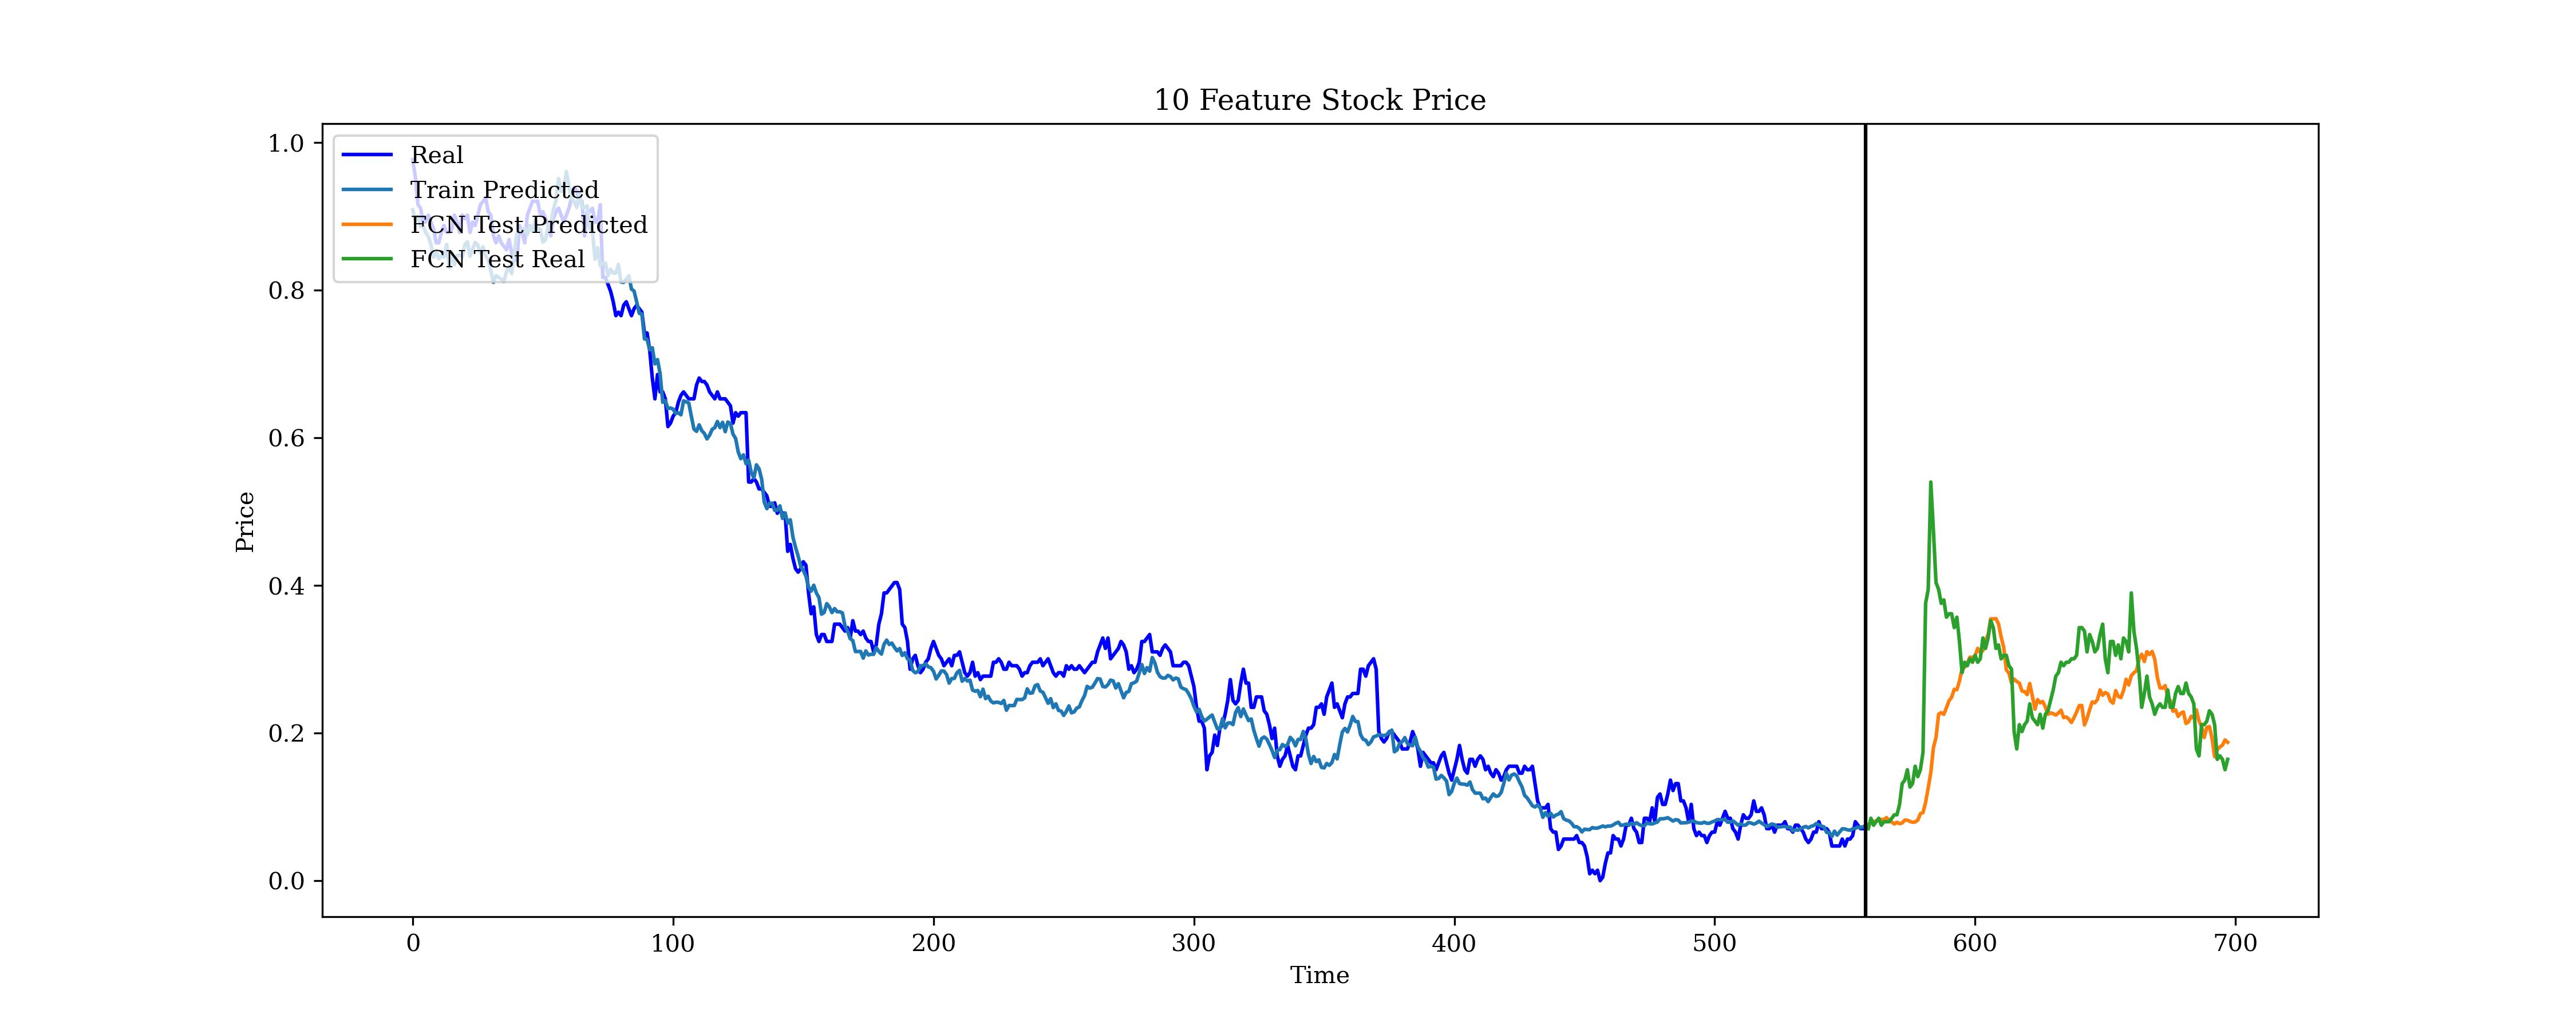 10 Feature Stock Price
1.0
0.8
0.6
0.4
0.2
0.0
Price
Real
Train Predicted
FCN Test Predicted
FCN Test Real
0 100 200 300 400 500 600 700
Time